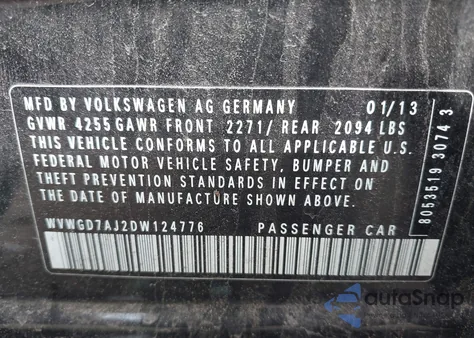 MFD BY VOLKSWAGEN AG GERMANY 01/13
GVWR 4255 GAWR FRONT 2271/ REAR 2094 LBS
THIS VEHICLE CONFORMS TO ALL APPLICABLE U.S.
FEDERAL MOTOR VEHICLE SAFETY, BUMPER AND
THEFT PREVENTION STANDARDS IN EFFECT ON
THE DATE OF MANUFACTURE SHOWN ABOVE.
WVWGD7AJ2DW124776 PASSENGER CAR
8053519 3074 3
autoSnap